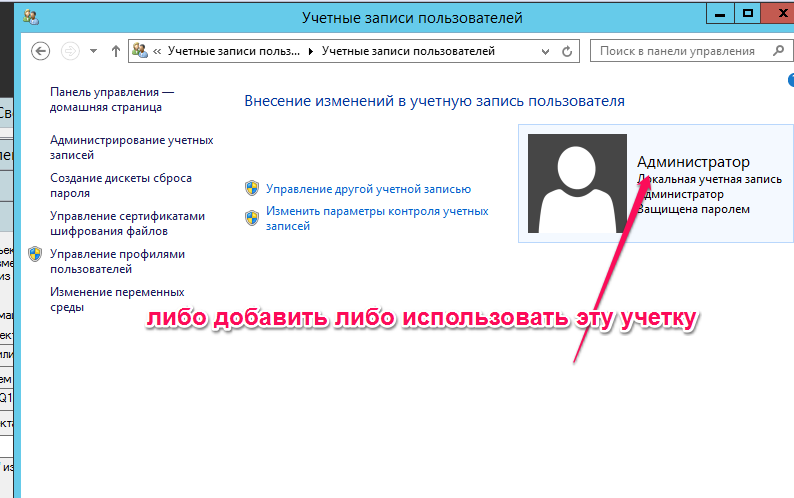 Учетные записи пользователей
« Учетные записи польз... Учетные записи пользователей
Поиск в панели управления
Панель управления —
домашняя страница
Администрирование учетных
записей
Создание дискеты сброса
пароля
Управление сертификатами
шифрования файлов
Управление профилями
пользователей
Изменение переменных
среды
Внесение изменений в учетную запись пользователя
Управление другой учетной записью
Изменить параметры контроля учетных
записей
Администратор
Локальная учетная запись
Администратор
Защищена паролем
либо добавить либо использовать эту учетку